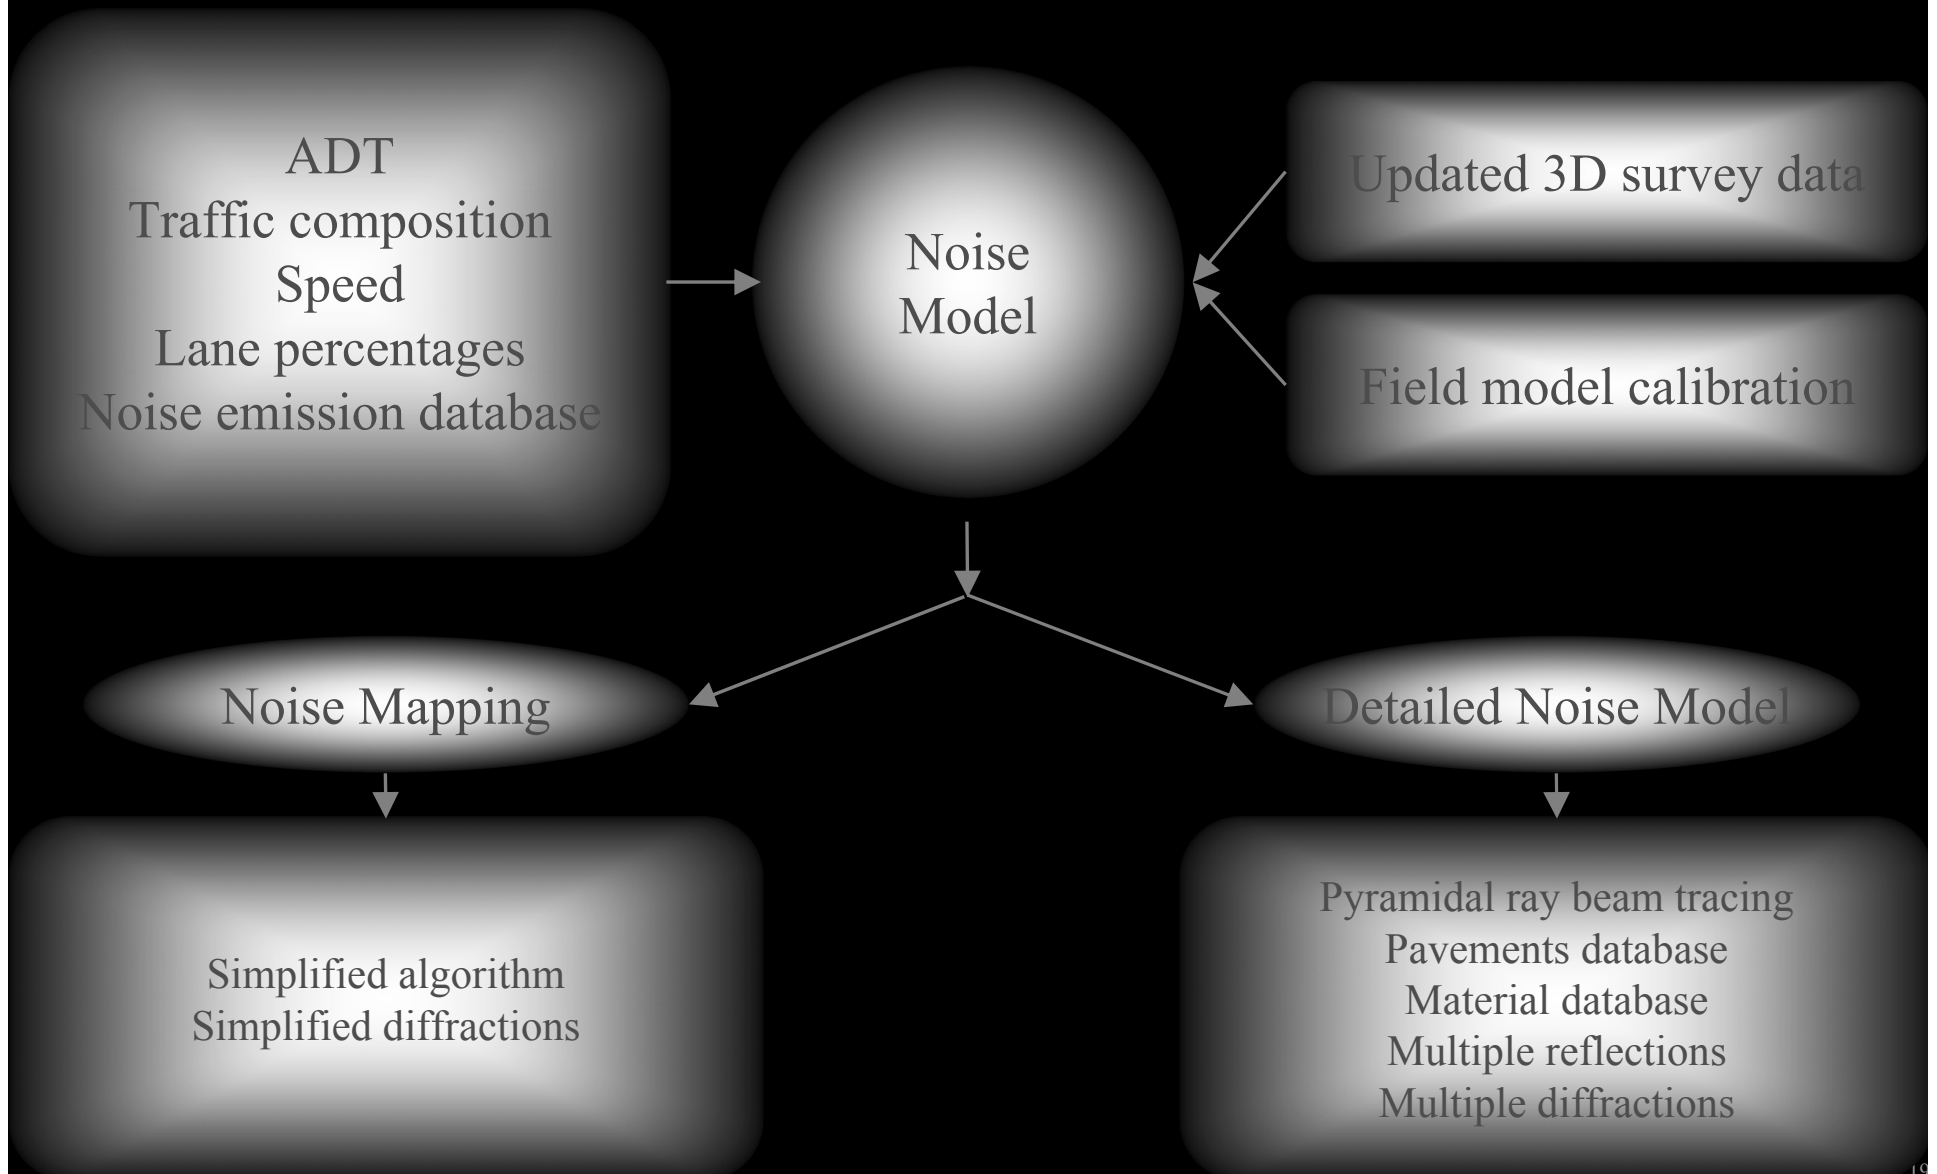 ADT
Traffic composition
Speed
Lane percentages
Noise emission database
Noise
Model
Updated 3D survey data
Field model calibration
Noise Mapping
Detailed Noise Model
Simplified algorithm
Simplified diffractions
Pyramidal ray beam tracing
Pavements database
Material database
Multiple reflections
Multiple diffractions